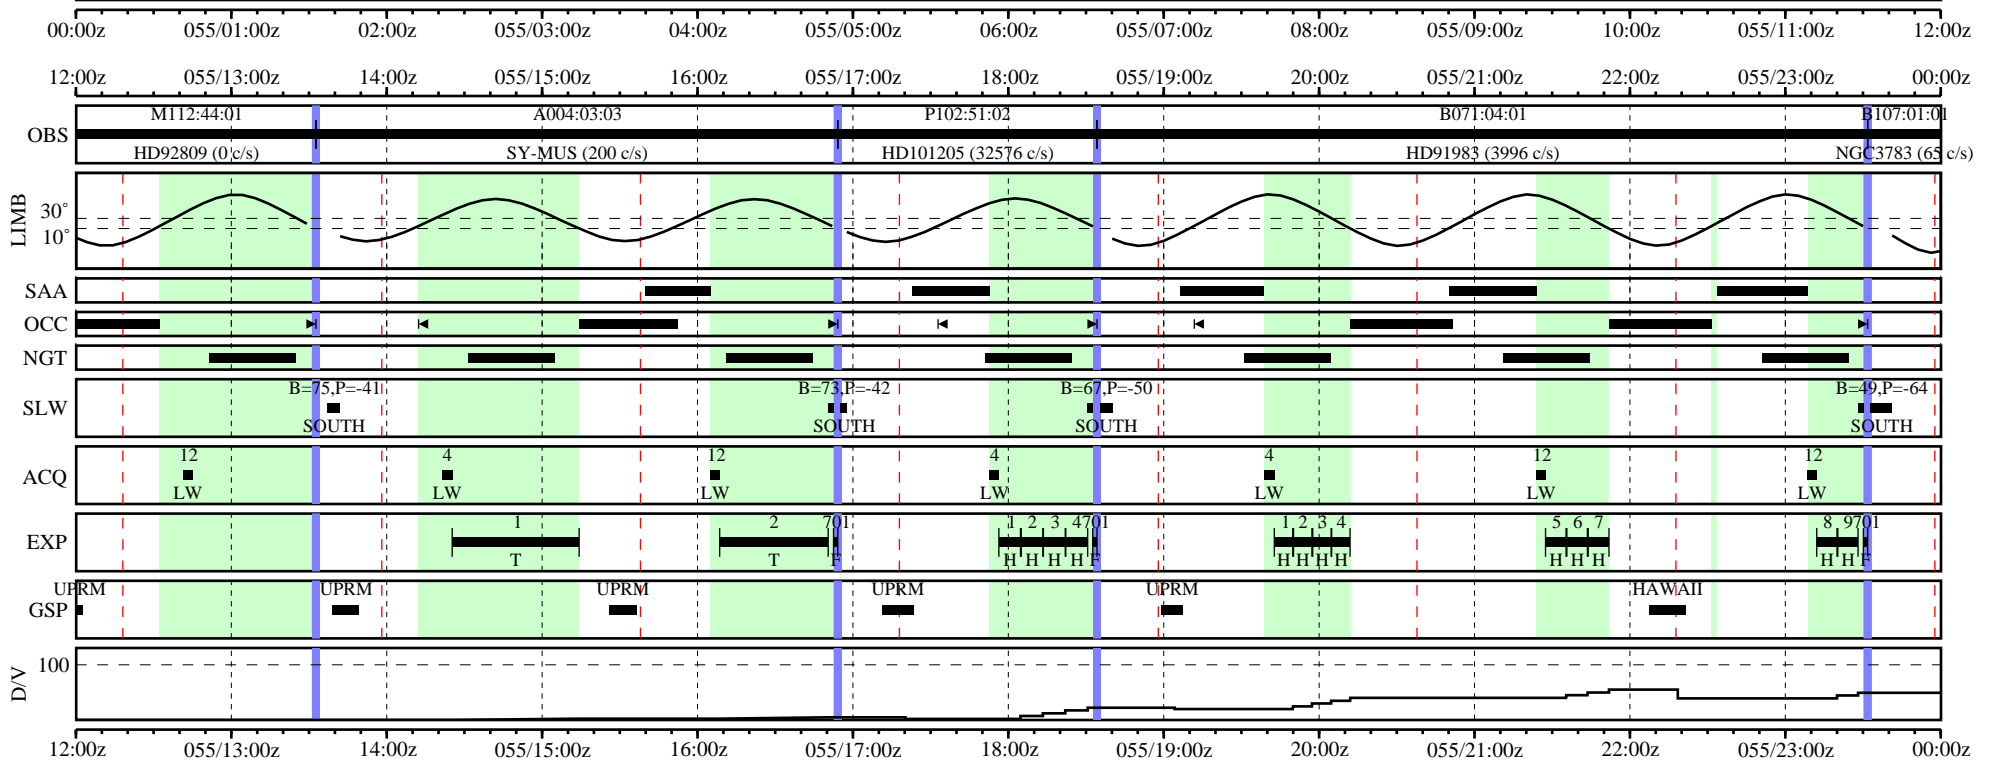 00:00z 055/01:00z 02:00z 055/03:00z 04:00z 055/05:00z 06:00z 055/07:00z 08:00z 055/09:00z 10:00z 055/11:00z 12:00z
12:00z 055/13:00z 14:00z 055/15:00z 16:00z 055/17:00z 18:00z 055/19:00z 20:00z 055/21:00z 22:00z 055/23:00z 00:00z
M112:44:01 A004:03:03 P102:51:02 B071:04:01 B107:01:01
OBS
HD92809 (0 c/s) SY-MUS (200 c/s) HD101205 (32576 c/s) HD91983 (3996 c/s) NGC3783 (65 c/s)
LIMB
30°
10°
SAA
OCC
NGT
B=75,P=-41 B=73,P=-42 B=67,P=-50 B=49,P=-64
SLW
SOUTH SOUTH SOUTH SOUTH
12 4 12 4 4 12 12
ACQ
LW LW LW LW LW LW LW
1 2 701 1 2 3 4701 1 2 3 4 5 6 7 8 9701
EXP
T T F H H H H F H H H H H H H H H F
UPRM UPRM UPRM UPRM UPRM HAWAII
GSP
D/V
100
12:00z 055/13:00z 14:00z 055/15:00z 16:00z 055/17:00z 18:00z 055/19:00z 20:00z 055/21:00z 22:00z 055/23:00z 00:00z